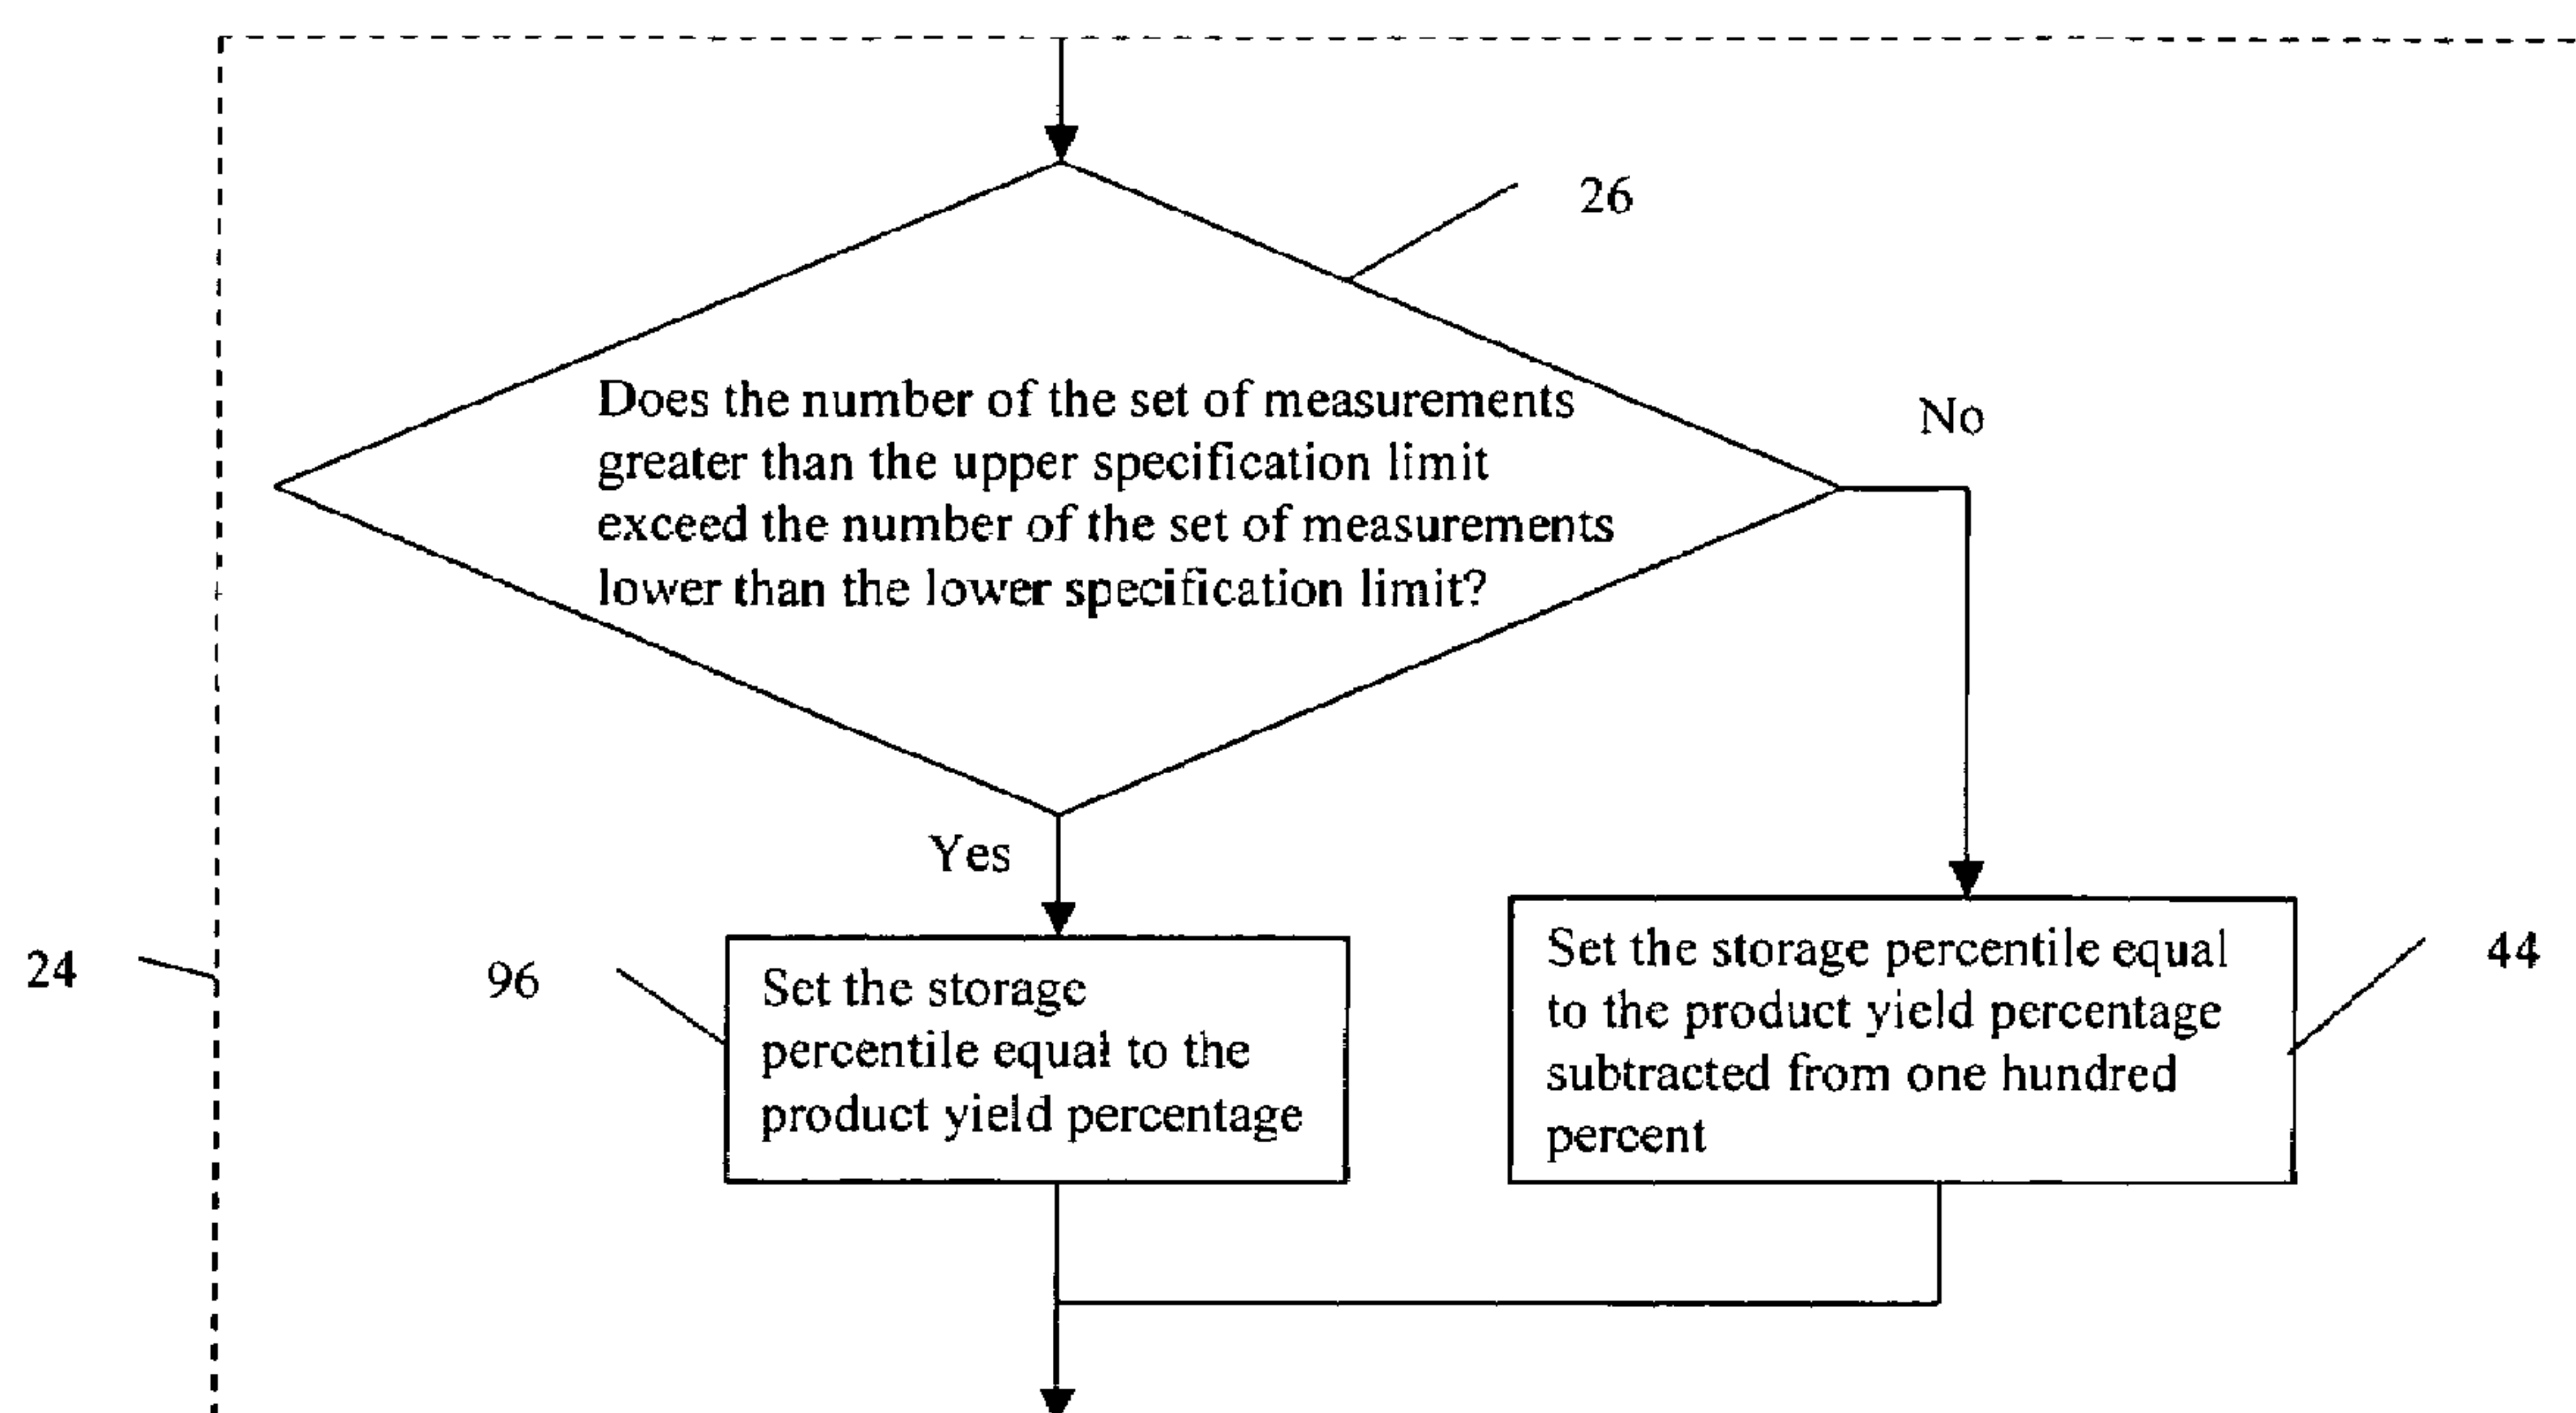 26
Does the number of the set of measurements
greater than the upper specification limit
exceed the number of the set of measurements
lower than the lower specification limit?
No
Yes
24
96
Set the storage
percentile equal to the
product yield percentage
Set the storage percentile equal
to the product yield percentage
subtracted from one hundred
percent
44